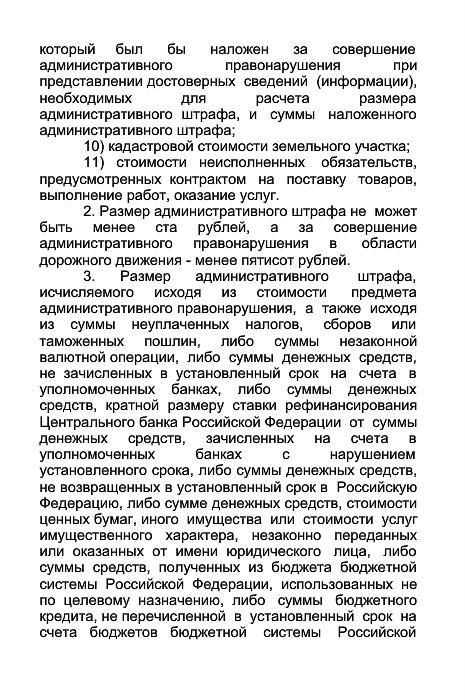 который был бы наложен за совершение
административного правонарушения при
представлении достоверных сведений (информации),
необходимых для расчета размера
административного штрафа, и суммы наложенного
административного штрафа;
10) кадастровой стоимости земельного участка;
11) стоимости неисполненных обязательств,
предусмотренных контрактом на поставку товаров,
выполнение работ, оказание услуг.
2. Размер административного штрафа не может
быть менее ста рублей, а за совершение
административного правонарушения в области
дорожного движения - менее пятисот рублей.
3. Размер административного штрафа,
исчисляемого исходя из стоимости предмета
административного правонарушения, а также исходя
из суммы неуплаченных налогов, сборов или
таможенных пошлин, либо суммы незаконной
валютной операции, либо суммы денежных средств,
не зачисленных в установленный срок на счета в
уполномоченных банках, либо суммы денежных
средств, кратной размеру ставки рефинансирования
Центрального банка Российской Федерации от суммы
денежных средств, зачисленных на счета в
уполномоченных банках с нарушением
установленного срока, либо суммы денежных средств,
не возвращенных в установленный срок в Российскую
Федерацию, либо сумме денежных средств, стоимости
ценных бумаг, иного имущества или стоимости услуг
имущественного характера, незаконно переданных
или оказанных от имени юридического лица, либо
суммы средств, полученных из бюджета бюджетной
системы Российской Федерации, использованных не
по целевому назначению, либо суммы бюджетного
кредита, не перечисленной в установленный срок на
счета бюджетов бюджетной системы Российской